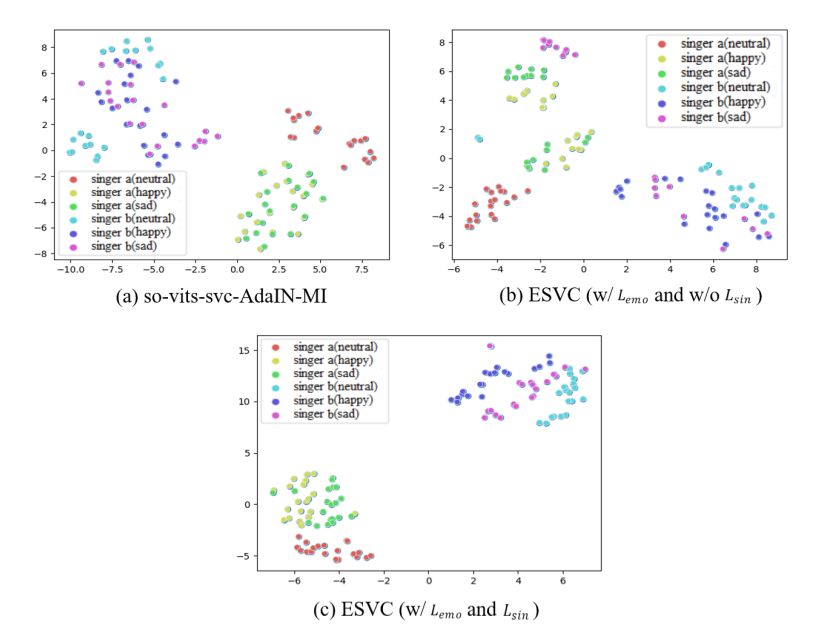 8
6
4
2
0
−2
−4
−6
−8
−10.0 −7.5 −5.0 −2.5 0.0 2.5 5.0 7.5
singer a(neutral)
singer a(happy)
singer a(sad)
singer b(neutral)
singer b(happy)
singer b(sad)
(a) so-vits-svc-AdaIN-MI
8
6
4
2
0
−2
−4
−6
−6 −4 −2 0 2 4 6 8
singer a(neutral)
singer a(happy)
singer a(sad)
singer b(neutral)
singer b(happy)
singer b(sad)
(b) ESVC (w/ L_emo and w/o L_sin )
15
10
5
0
−5
−6 −4 −2 0 2 4 6
singer a(neutral)
singer a(happy)
singer a(sad)
singer b(neutral)
singer b(happy)
singer b(sad)
(c) ESVC (w/ L_emo and L_sin )